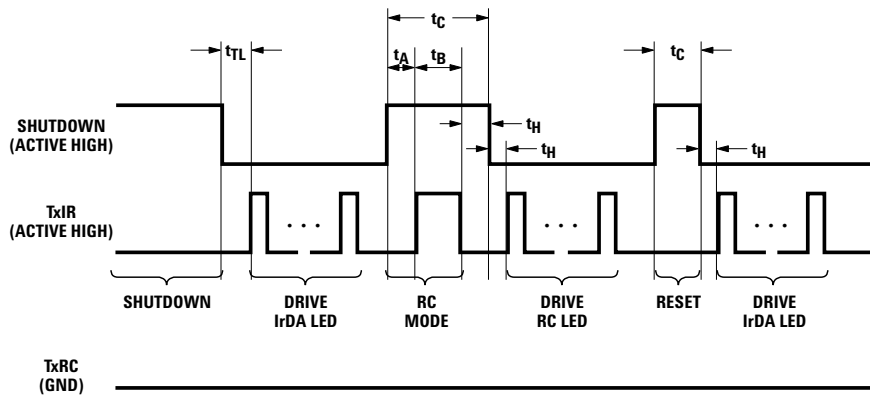 tC
tTL
tA
tB
tC
SHUTDOWN
(ACTIVE HIGH)
tH
tH
tH
TxIR
(ACTIVE HIGH)
. . .
. . .
. . .
SHUTDOWN
DRIVE
IrDA LED
RC
MODE
DRIVE
RC LED
RESET
DRIVE
IrDA LED
TxRC
(GND)